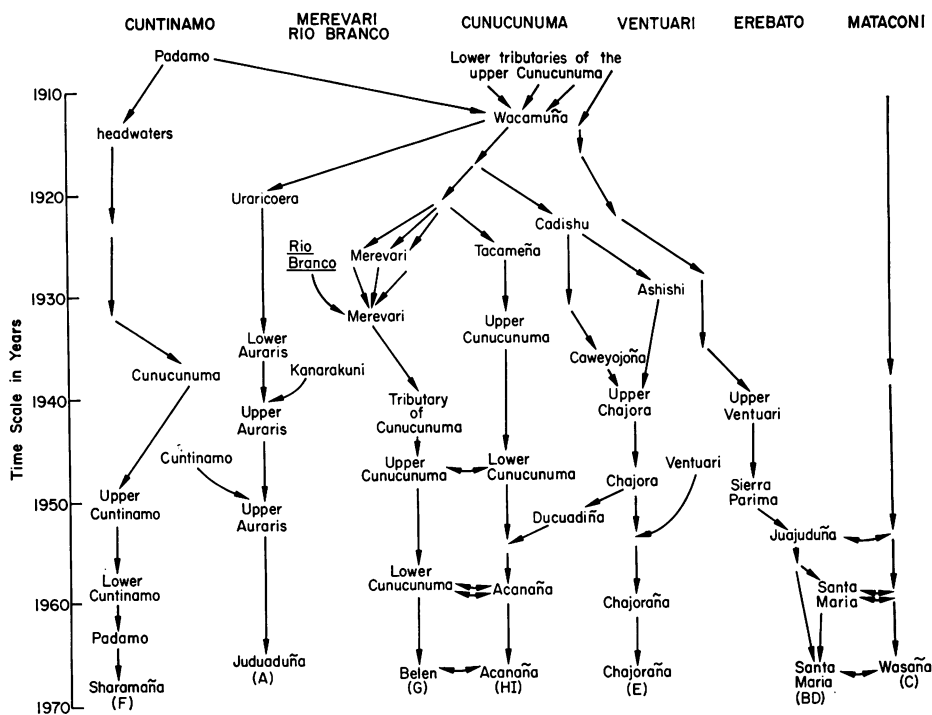 CUNTINAMO
MEREVARI
RIO BRANCO
CUNUCUNUMA
VENTUARI
EREBATO
MATACONI
Padamo
Lower tributaries of the
upper Cunucunuma
1910
Wacamuña
headwaters
1920
Uraricoera
Cadishu
Rio
Branco
Merevari
Tacameña
Ashishi
1930
Merevari
Upper
Cunucunuma
Lower
Auraris
Caweyojoña
Cunucunuma
Kanarakuni
1940
Upper
Auraris
Tributary
of
Cunucunuma
Upper
Chajora
Upper
Ventuari
Time Scale in Years
Cuntinamo
Upper
Cunucunuma
Lower
Cunucunuma
Ventuari
Chajora
Sierra
Parima
1950
Upper
Cuntinamo
Upper
Auraris
Ducuadiña
Juajuduña
Lower
Cuntinamo
Lower
Cunucunuma
Acanaña
Santa
Maria
1960
Chajoraña
Padamo
Sharamaña
(F)
Juduaduña
(A)
Belen
(G)
Acanaña
(HI)
Chajoraña
(E)
Santa
Maria
(BD)
Wasaña
(C)
1970